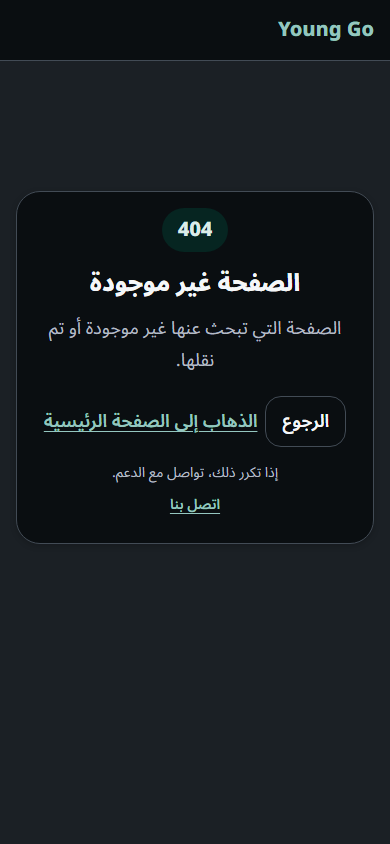 Young Go
404
الصفحة غير موجودة
الصفحة التي تبحث عنها غير موجودة أو تم
نقلها.
الرجوع
الذهاب إلى الصفحة الرئيسية
إذا تكرر ذلك، تواصل مع الدعم.
اتصل بنا